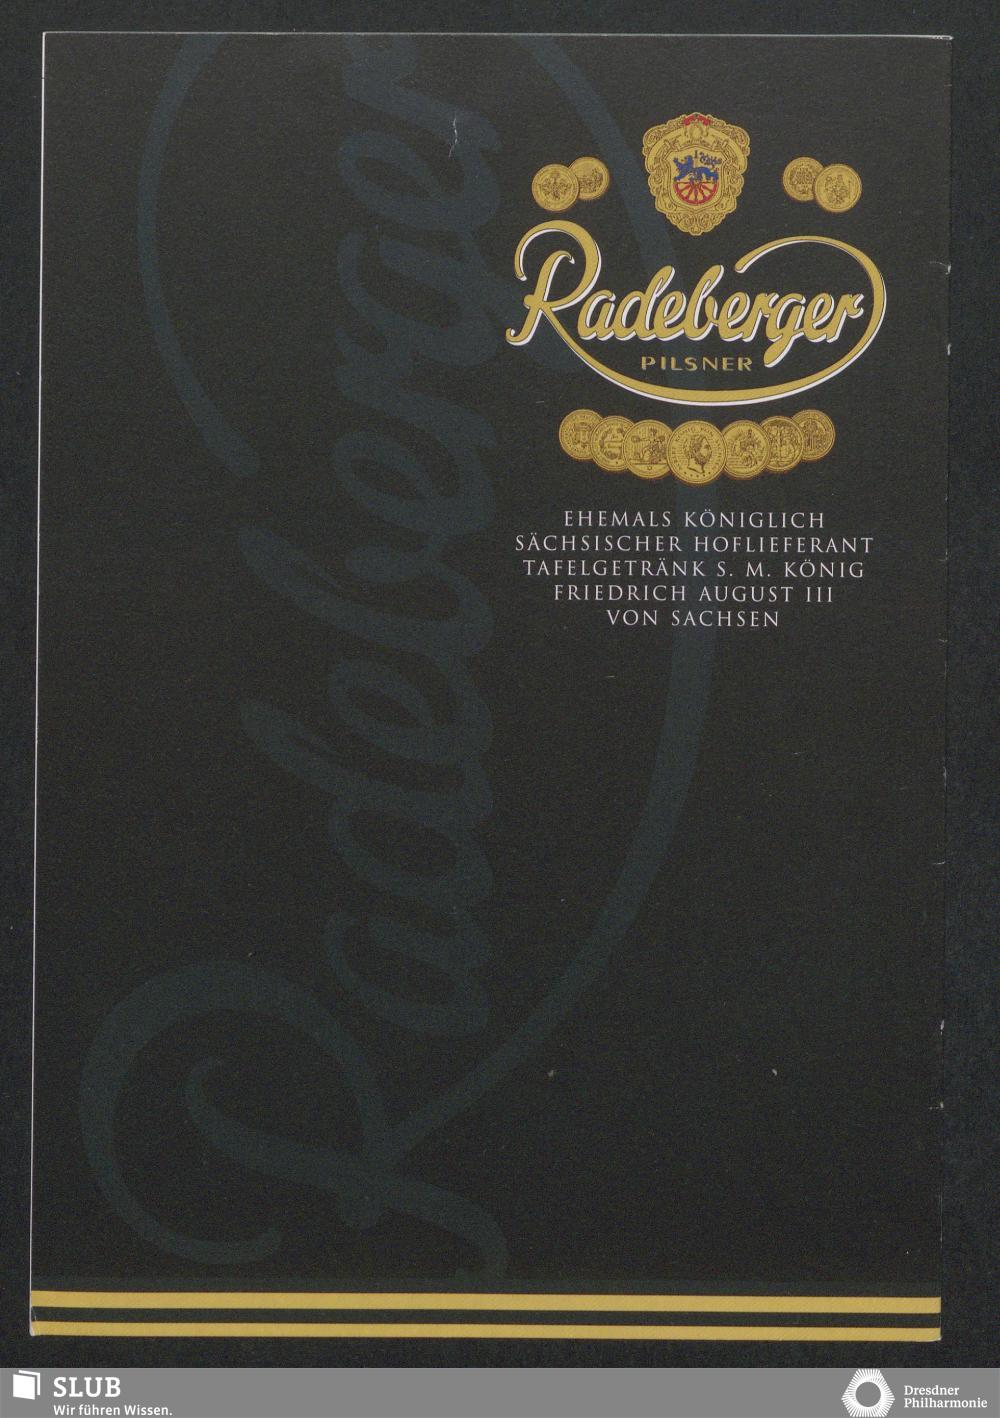 Radeberger
PILSNER
EHEMALS KÖNIGLICH
SÄCHSISCHER HOFLIEFERANT
TAFELGETRÄNK S. M. KÖNIG
FRIEDRICH AUGUST III
VON SACHSEN
Radeberger
SLUB
Wir führen Wissen.
Dresdner
Philharmonie